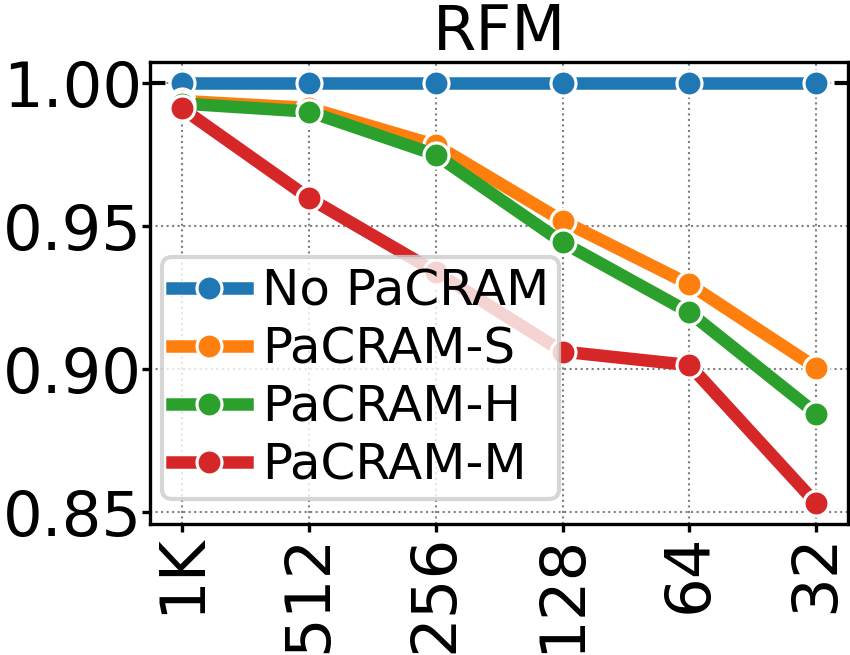 RFM
1.00
0.95
0.90
0.85
No PaCRAM
PaCRAM-S
PaCRAM-H
PaCRAM-M
1K
512
256
128
64
32